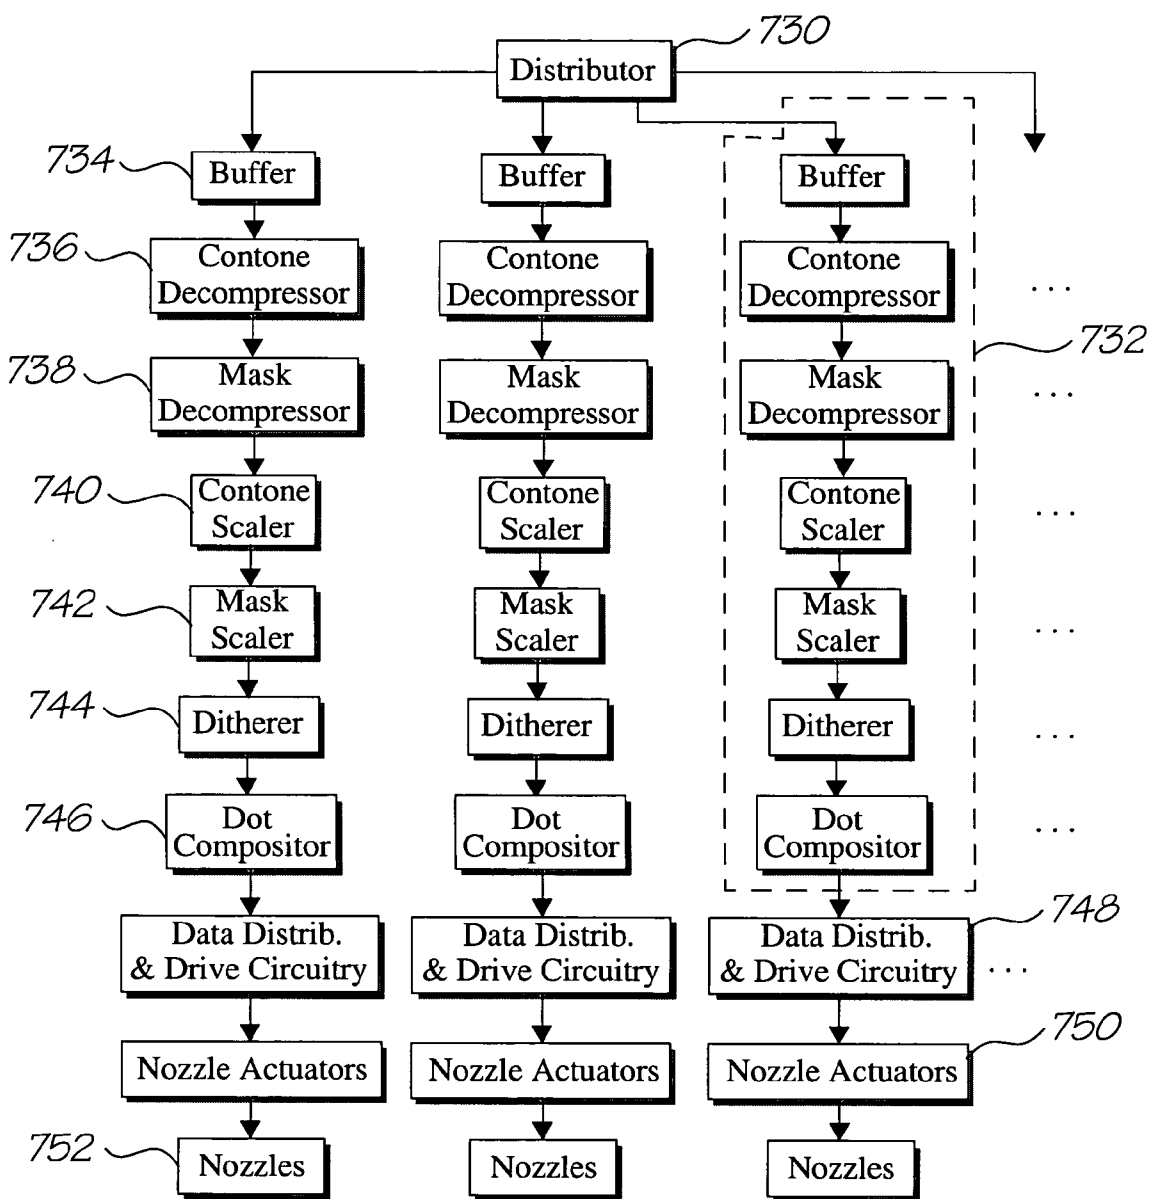 730
Distributor
734
Buffer
Buffer
Buffer
736
Contone
Decompressor
Contone
Decompressor
Contone
Decompressor
...
732
738
Mask
Decompressor
Mask
Decompressor
Mask
Decompressor
...
740
Contone
Scaler
Contone
Scaler
Contone
Scaler
...
742
Mask
Scaler
Mask
Scaler
Mask
Scaler
...
744
Ditherer
Ditherer
Ditherer
...
746
Dot
Compositor
Dot
Compositor
Dot
Compositor
...
748
Data Distrib.
& Drive Circuitry
Data Distrib.
& Drive Circuitry
Data Distrib.
& Drive Circuitry
...
750
Nozzle Actuators
Nozzle Actuators
Nozzle Actuators
752
Nozzles
Nozzles
Nozzles